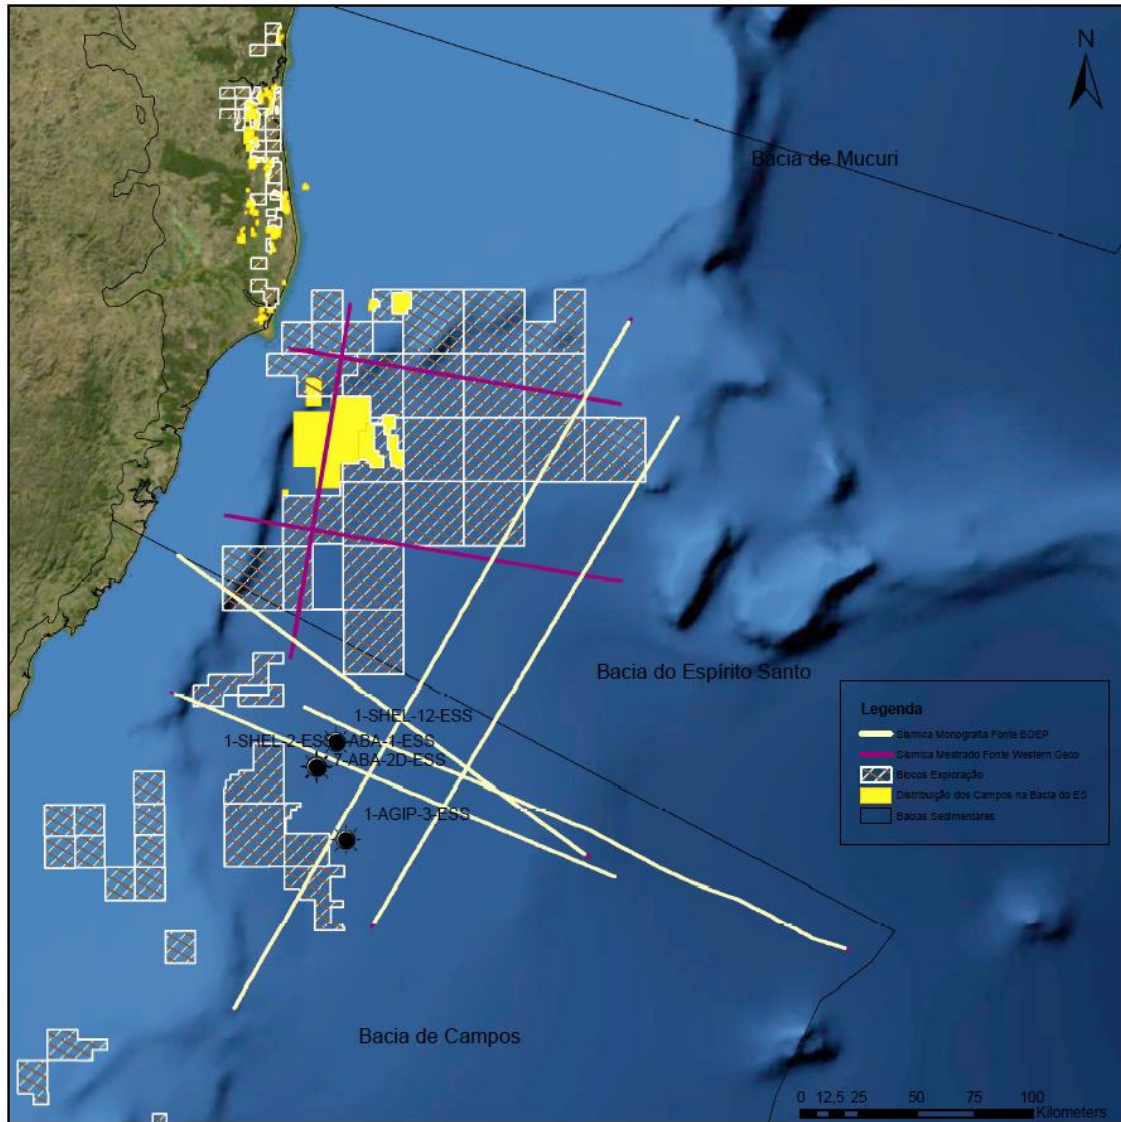 N
Bacia de Mucuri
Bacia do Espírito Santo
1-SHEL-12-ESS
1-SHEL-2-ESS
ABA-1-ESS
7-ABA-2D-ESS
1-AGIP-3-ESS
Bacia de Campos
Legenda
Sísmica Monografia Fonte BDEP
Sísmica Mestrado Fonte Western Geco
Blocos Exploração
Distribuição dos Campos na Bacia do ES
Bacias Sedimentares
0 12,5 25 50 75 100
Kilometers